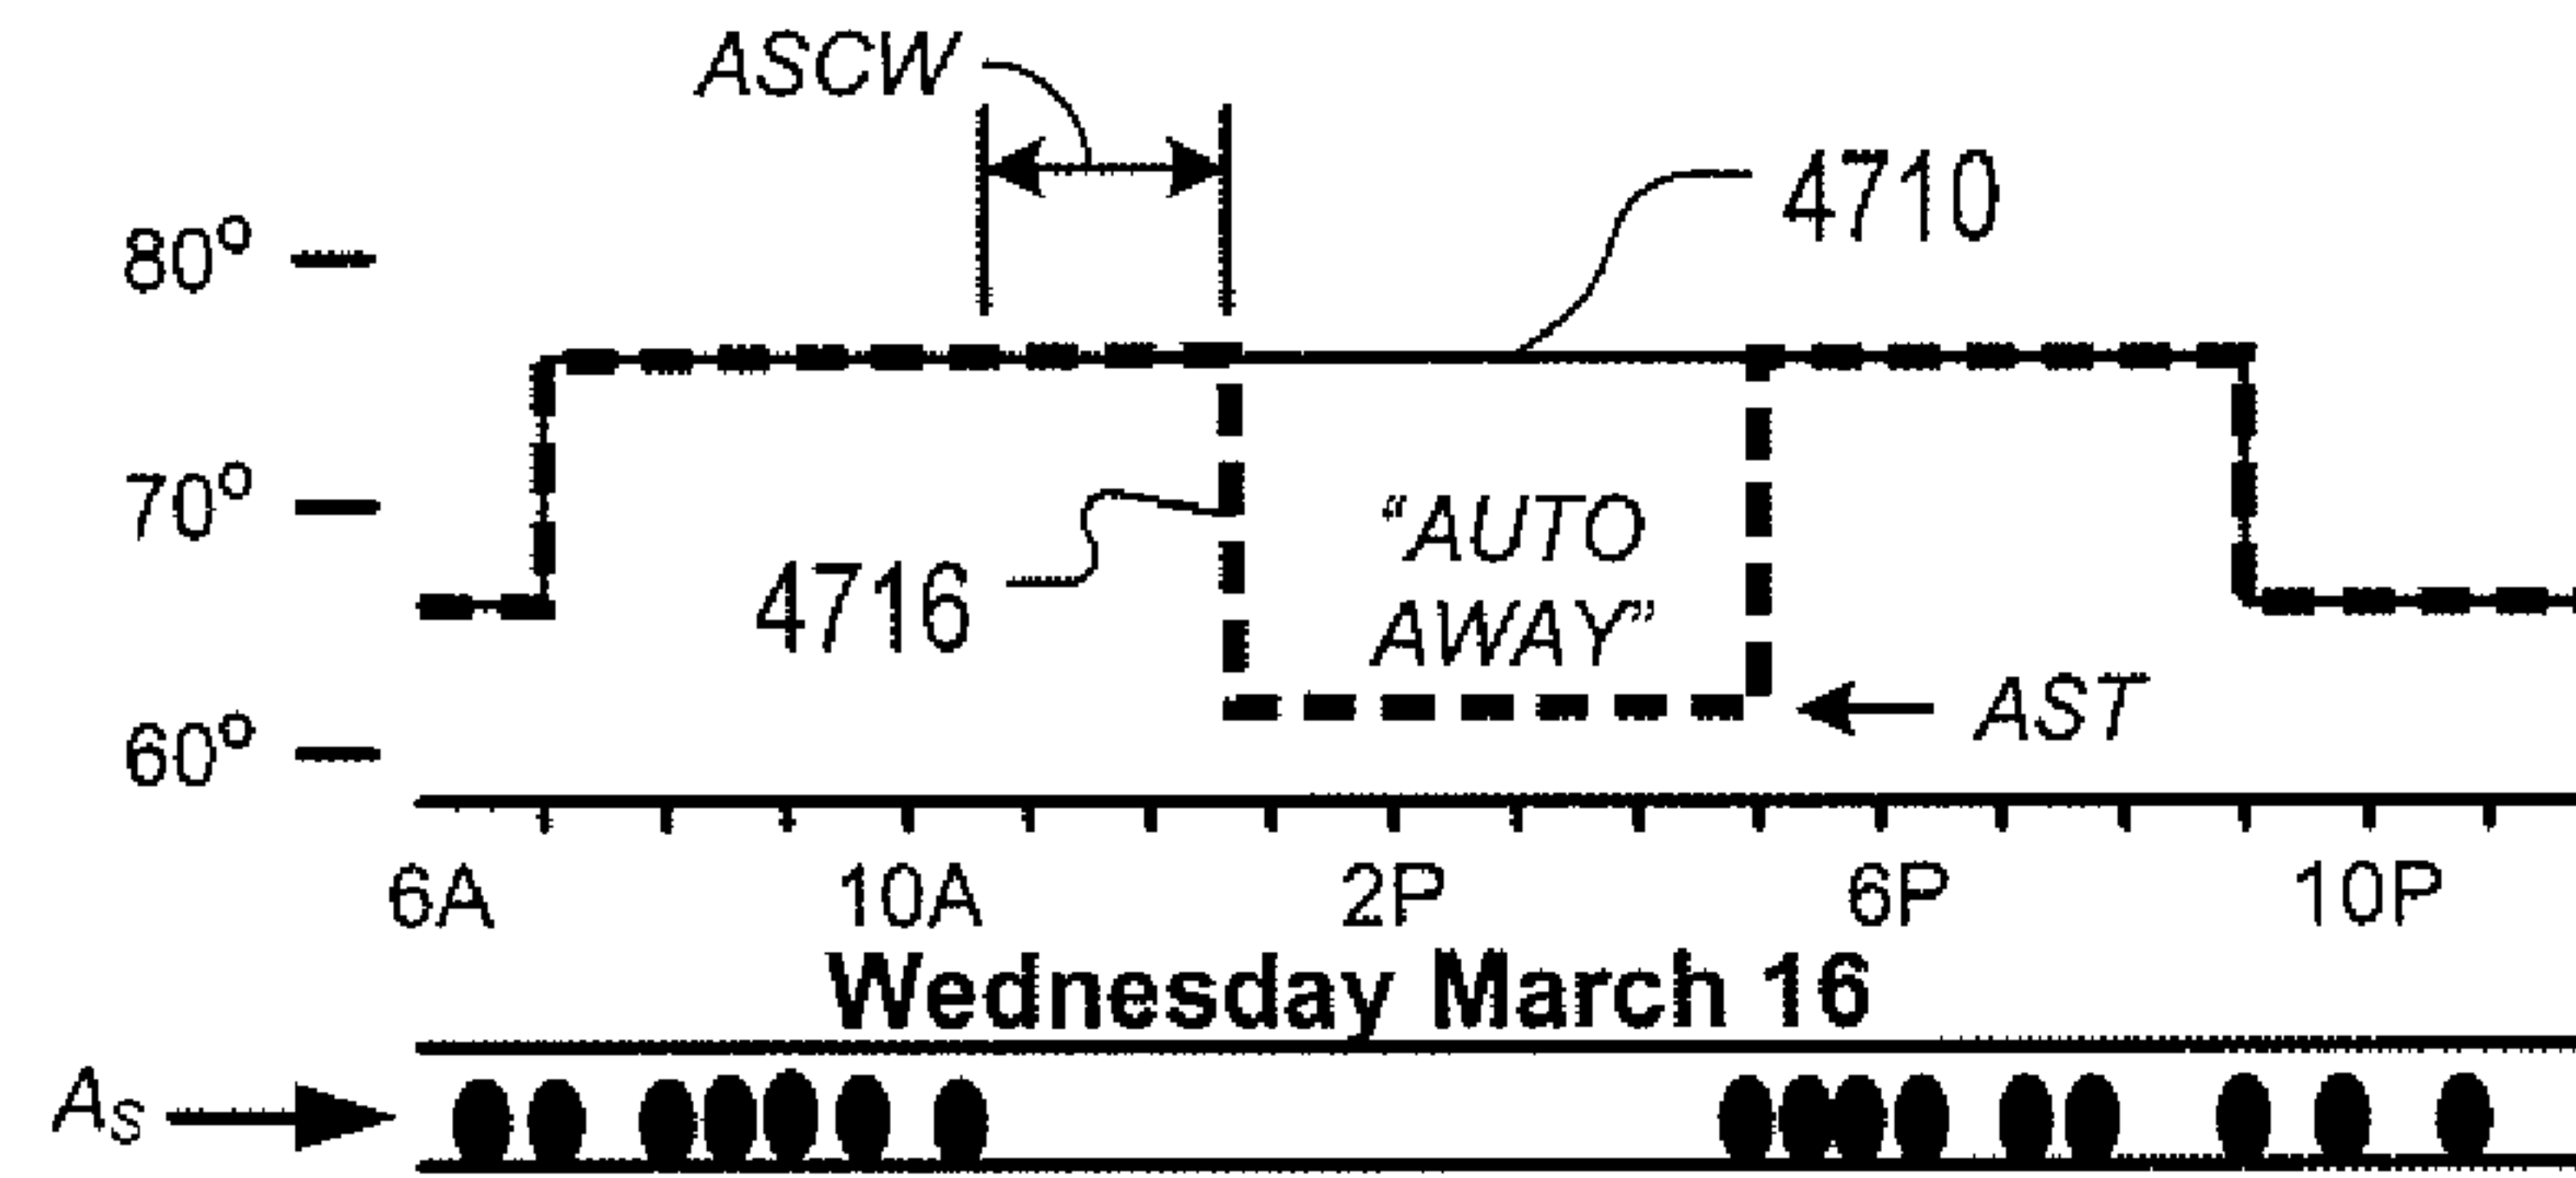 ASCW
4710
80°
70°
"AUTO
AWAY"
4716
AST
60°
6A 10A 2P 6P 10P
Wednesday March 16
As